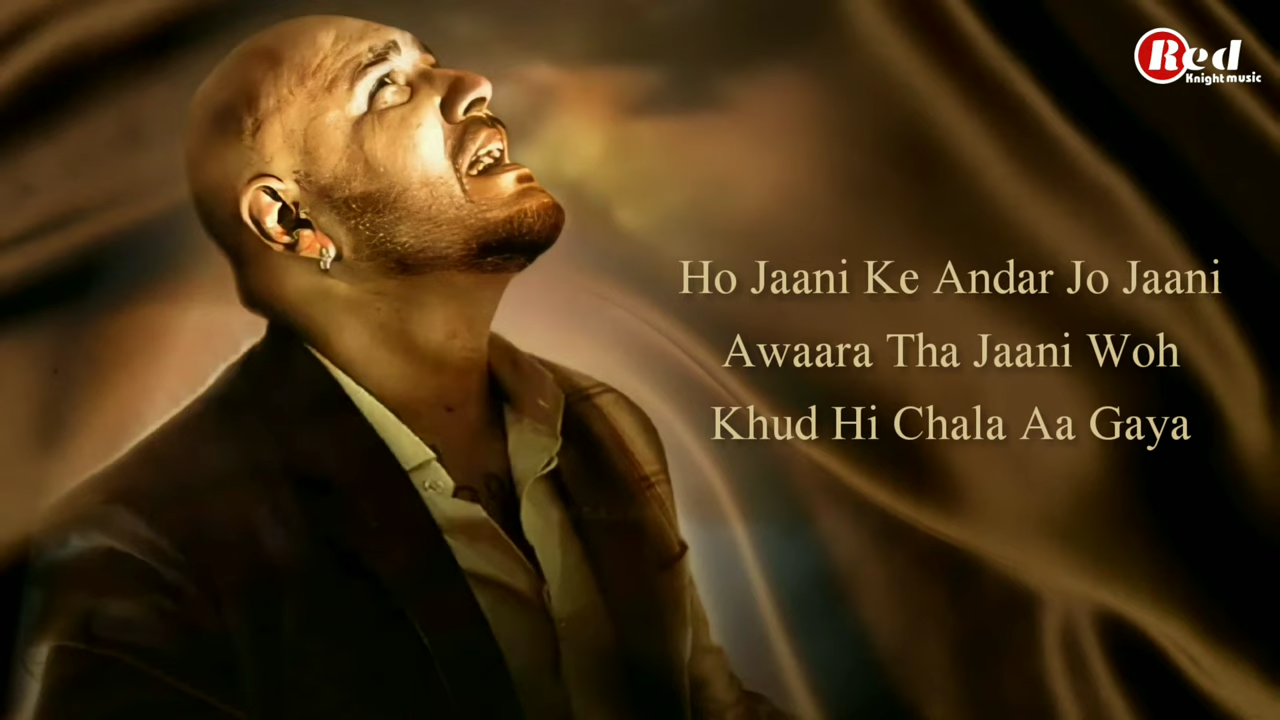 Red
Knight music
Ho Jaani Ke Andar Jo Jaani
Awaara Tha Jaani Woh
Khud Hi Chala Aa Gaya